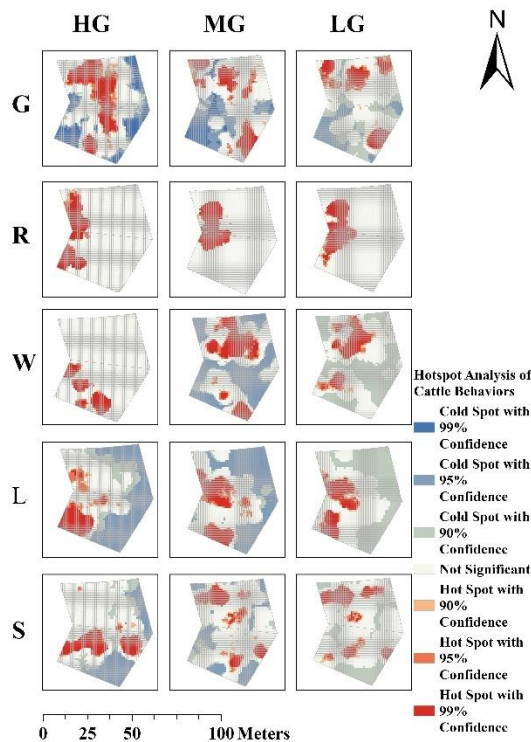 HG MG LG N
G
R
W
L
S
Hotspot Analysis of
Cattle Behaviors
Cold Spot with
99%
Confidence
Cold Spot with
95%
Confidence
Cold Spot with
90%
Confidence
Not Significant
Hot Spot with
90%
Confidence
Hot Spot with
95%
Confidence
Hot Spot with
99%
Confidence
0 25 50 100 Meters